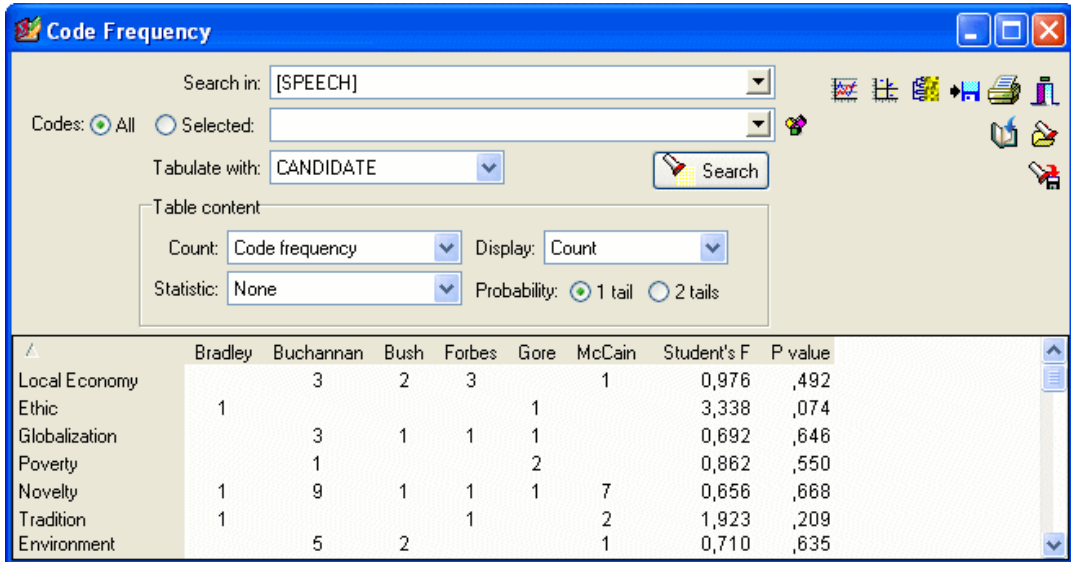 Code Frequency
Search in: [SPEECH]
Codes: All Selected:
Tabulate with: CANDIDATE Search
Table content
Count: Code frequency Display: Count
Statistic: None Probability: 1 tail 2 tails
Bradley Buchannan Bush Forbes Gore McCain Student's F P value
Local Economy 3 2 3 1 0,976 ,492
Ethic 1 1 3,338 ,074
Globalization 3 1 1 1 0,692 ,646
Poverty 1 2 0,862 ,550
Novelty 1 9 1 1 1 7 0,656 ,668
Tradition 1 1 2 1,923 ,209
Environment 5 2 1 0,710 ,635